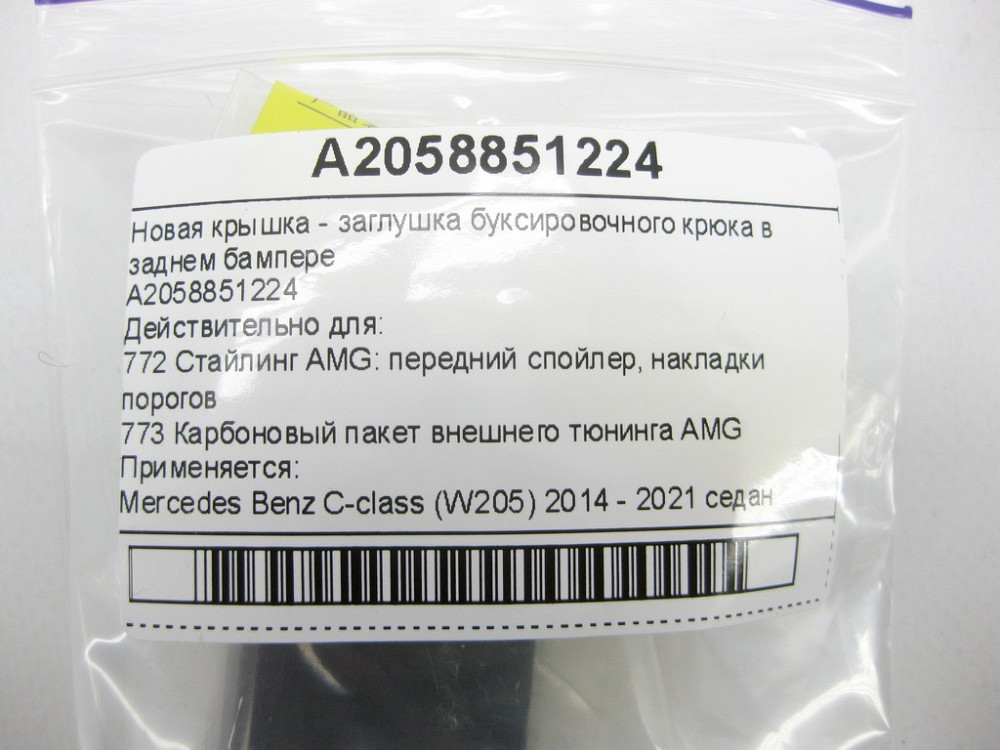 A2058851224
Новая крышка - заглушка буксировочного крюка в
заднем бампере
A2058851224
Действительно для:
772 Стайлинг AMG: передний спойлер, накладки
порогов
773 Карбоновый пакет внешнего тюнинга AMG
Применяется:
Mercedes Benz C-class (W205) 2014 - 2021 седан